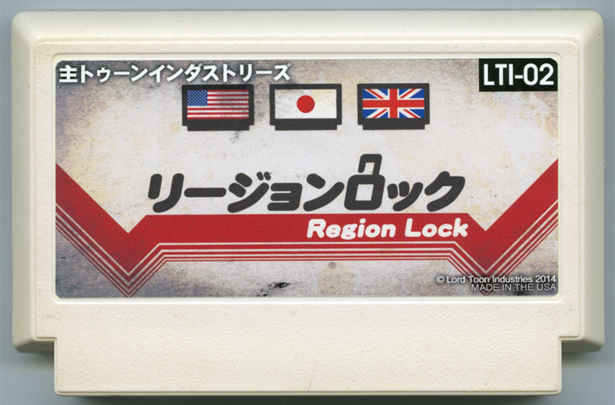 主トゥーンインダストリーズ
LTI-02
リージョンロック
Region Lock
© Lord Toon Industries 2014
MADE IN THE USA